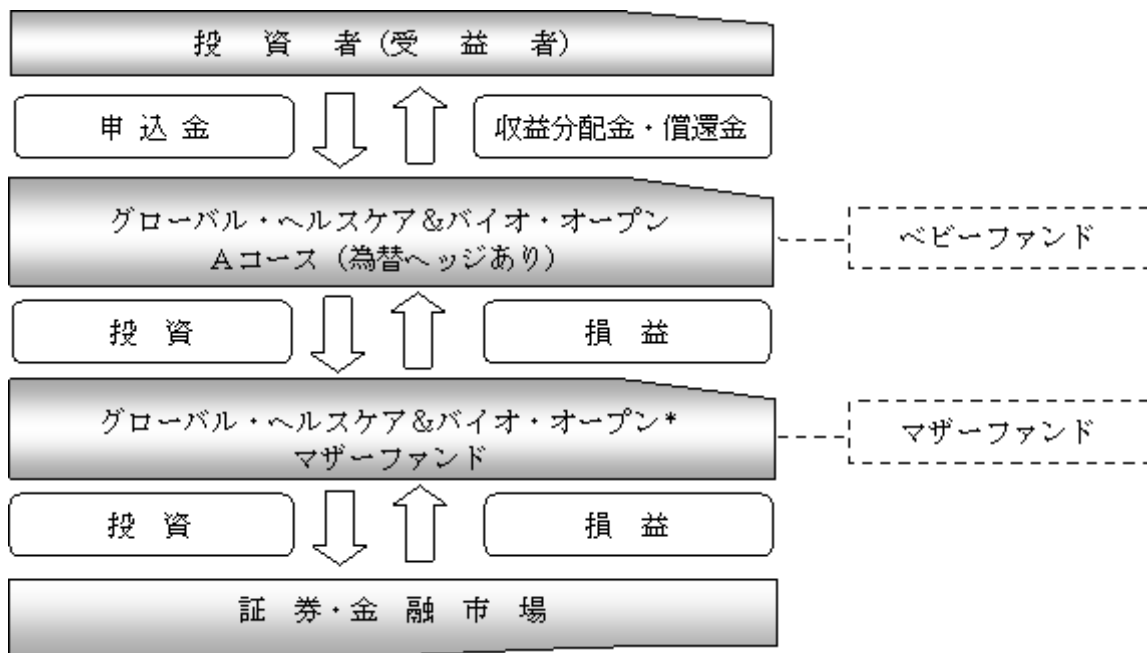 投資者(受益者)
申込金
収益分配金・償還金
グローバル・ヘルスケア&バイオ・オープン
Aコース(為替ヘッジあり)
ベビーファンド
投資
損益
グローバル・ヘルスケア&バイオ・オープン*
マザーファンド
マザーファンド
投資
損益
証券・金融市場